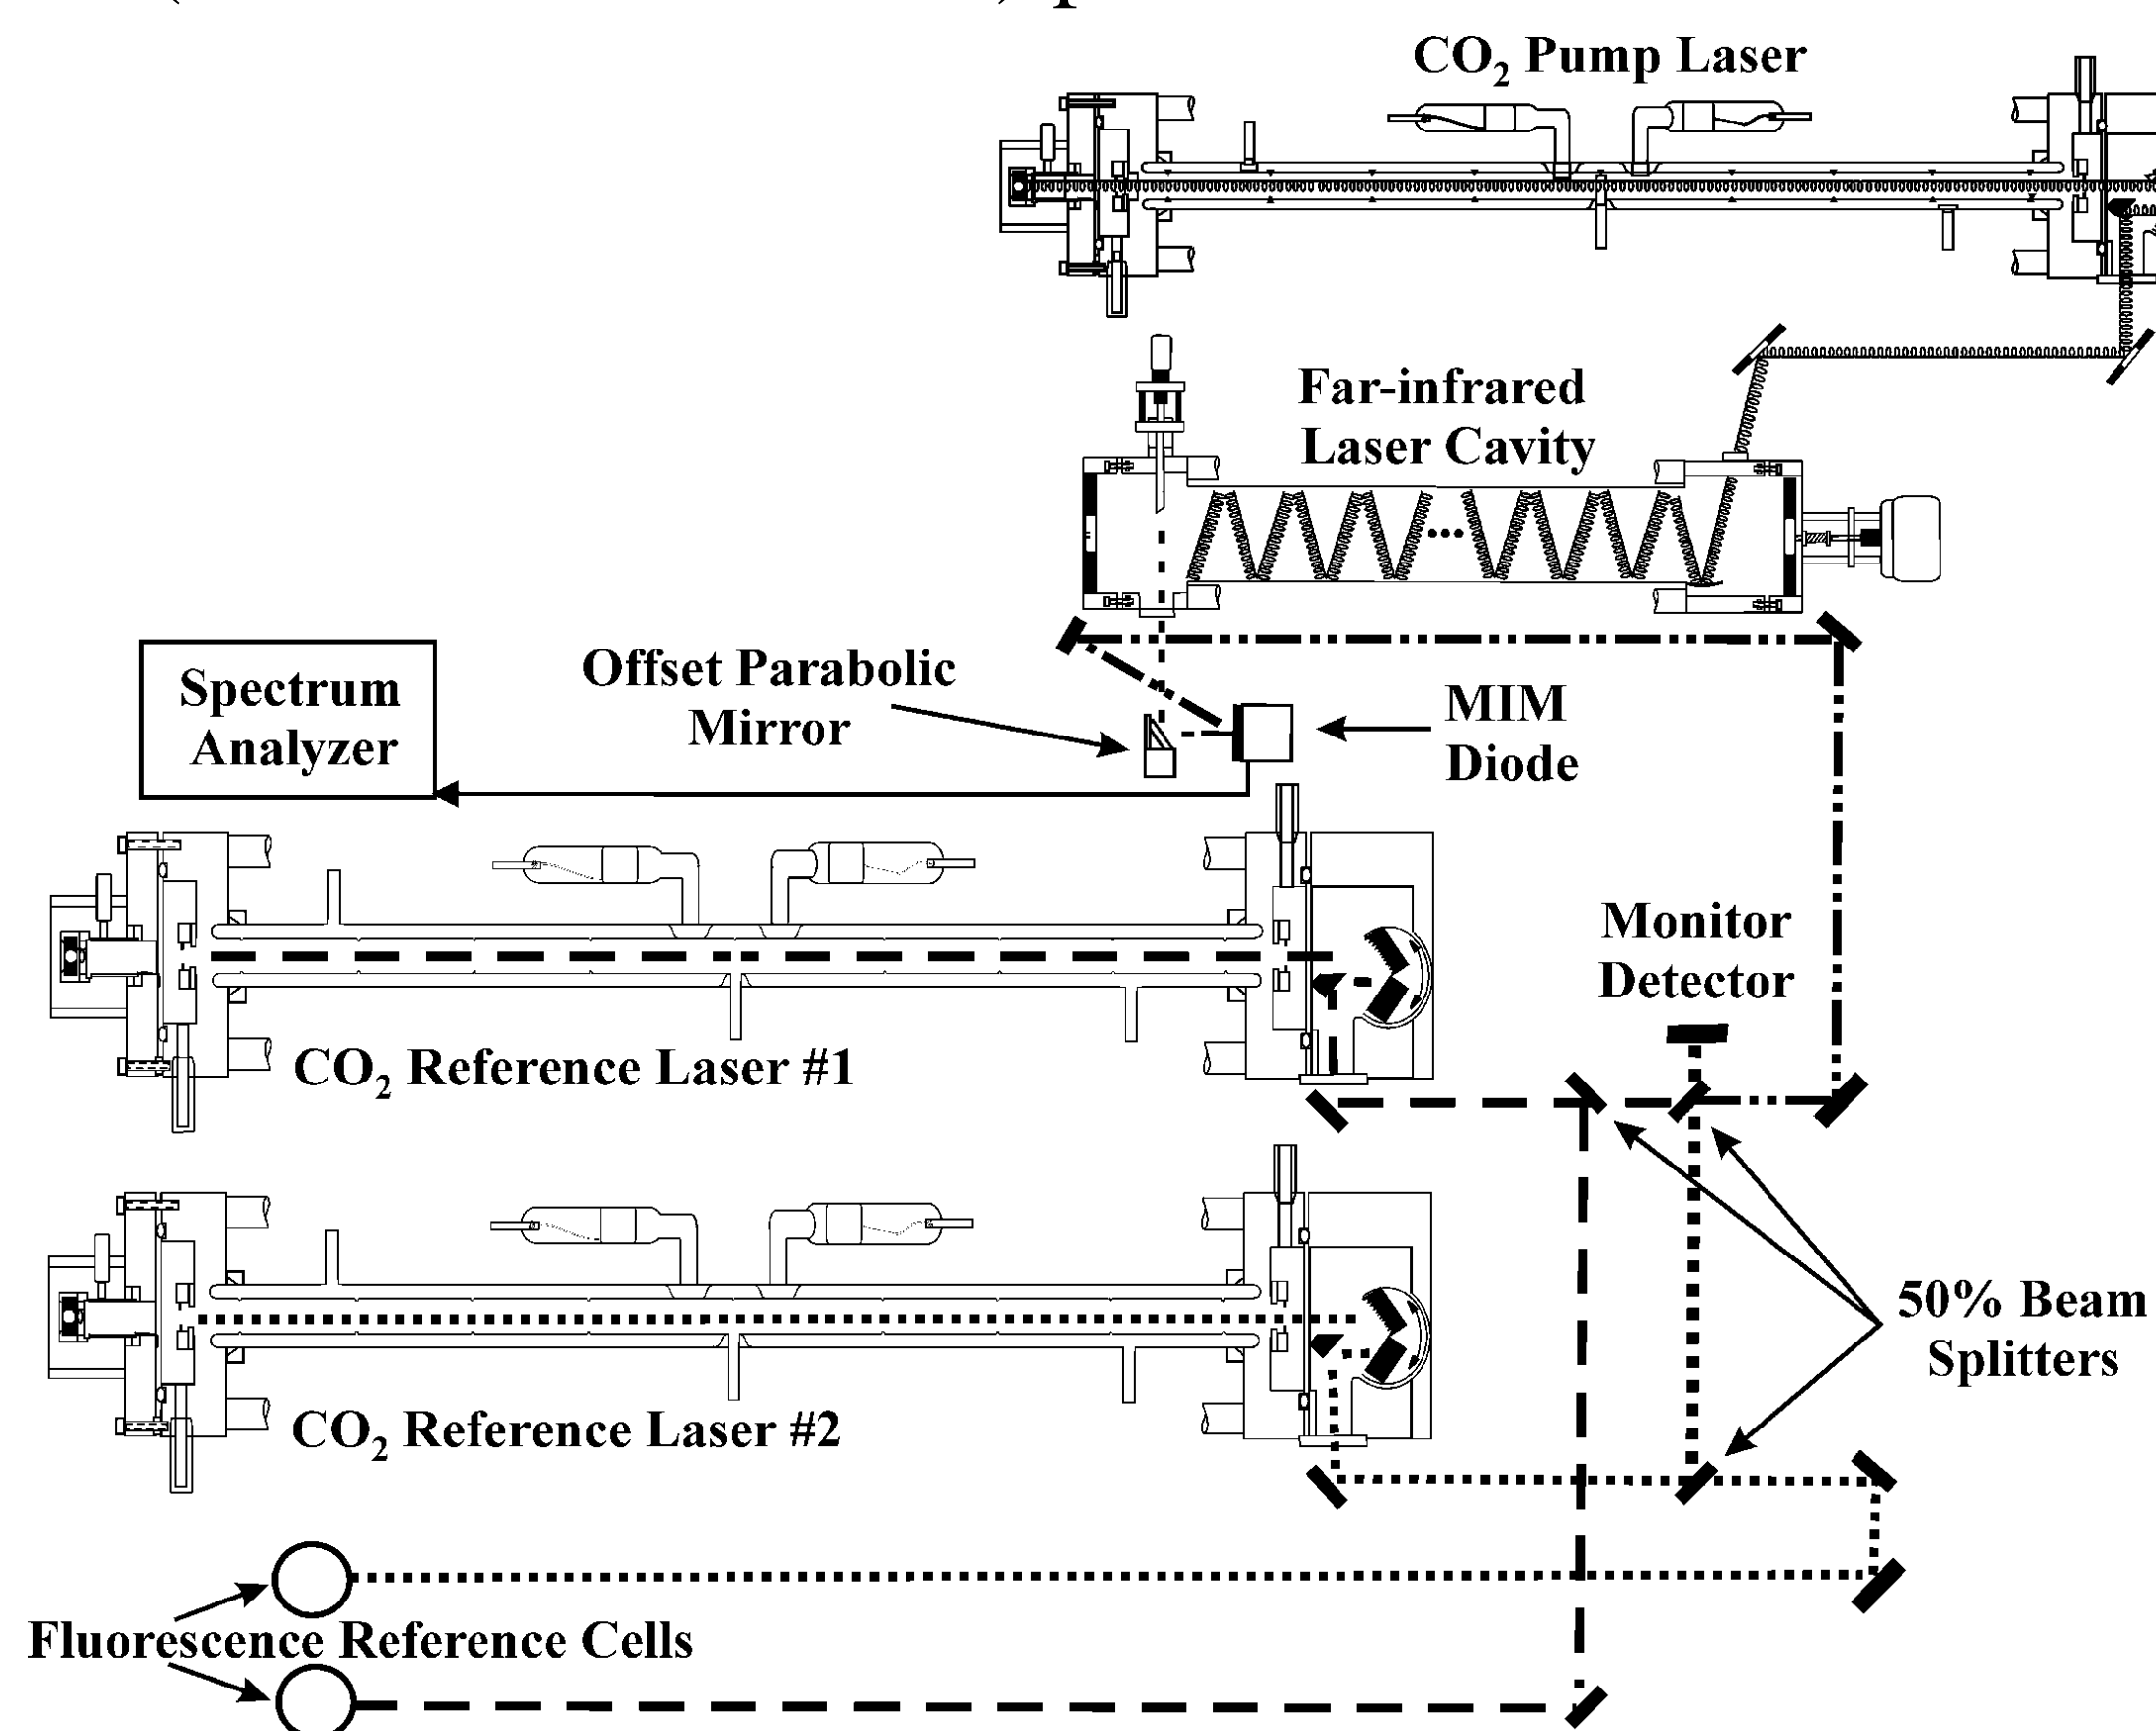 CO₂ Pump Laser
Far-infrared
Laser Cavity
Offset Parabolic
Mirror
Spectrum
Analyzer
MIM
Diode
Monitor
Detector
CO₂ Reference Laser #1
50% Beam
Splitters
CO₂ Reference Laser #2
Fluorescence Reference Cells